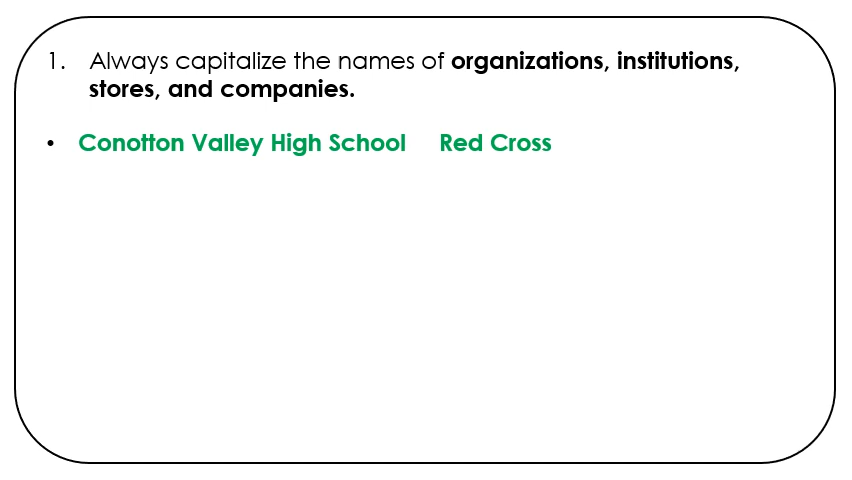 1. Always capitalize the names of organizations, institutions,
stores, and companies.
• Conotton Valley High School Red Cross